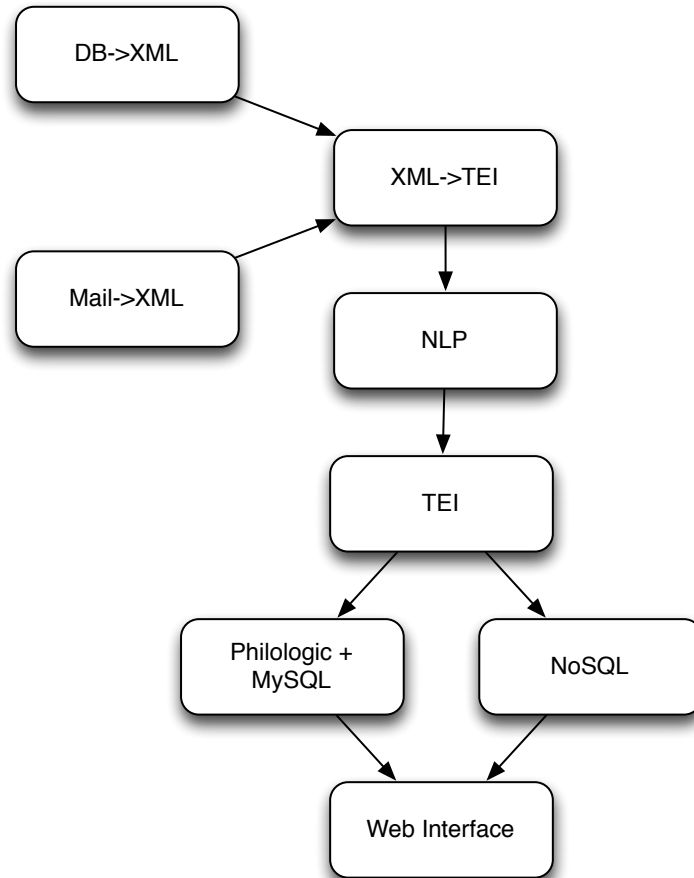 DB->XML
XML->TEI
Mail->XML
NLP
TEI
Philologic +
MySQL
NoSQL
Web Interface